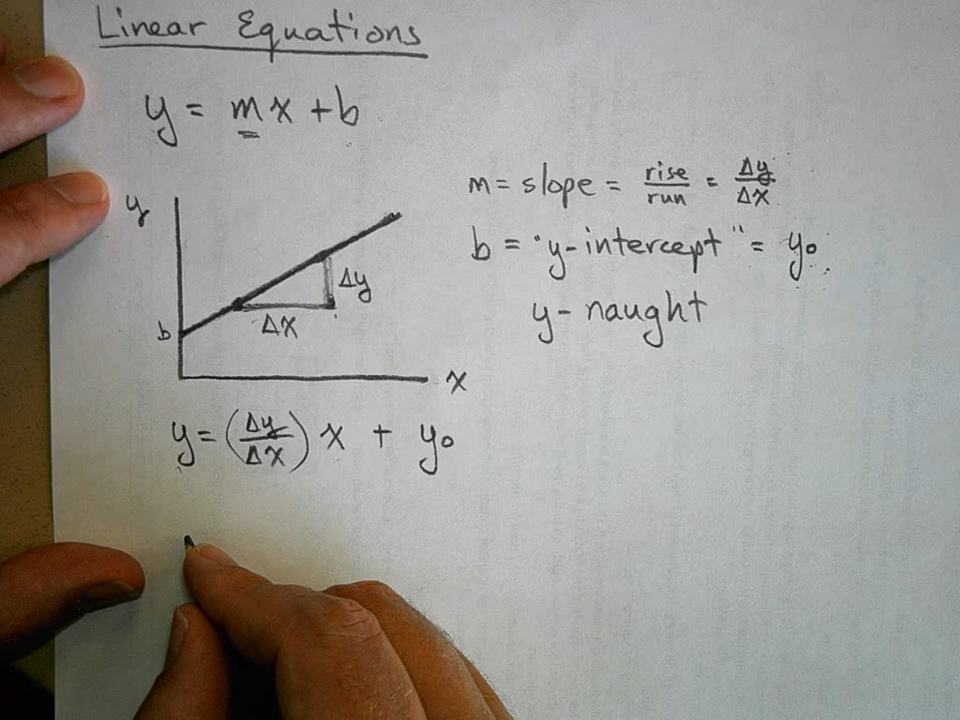 Linear Equations
y = mx + b
m = slope = rise/run = Δy/Δx
b = "y-intercept" = y₀
y-naught
y
Δy
Δx
b
x
y = (Δy/Δx) x + y₀